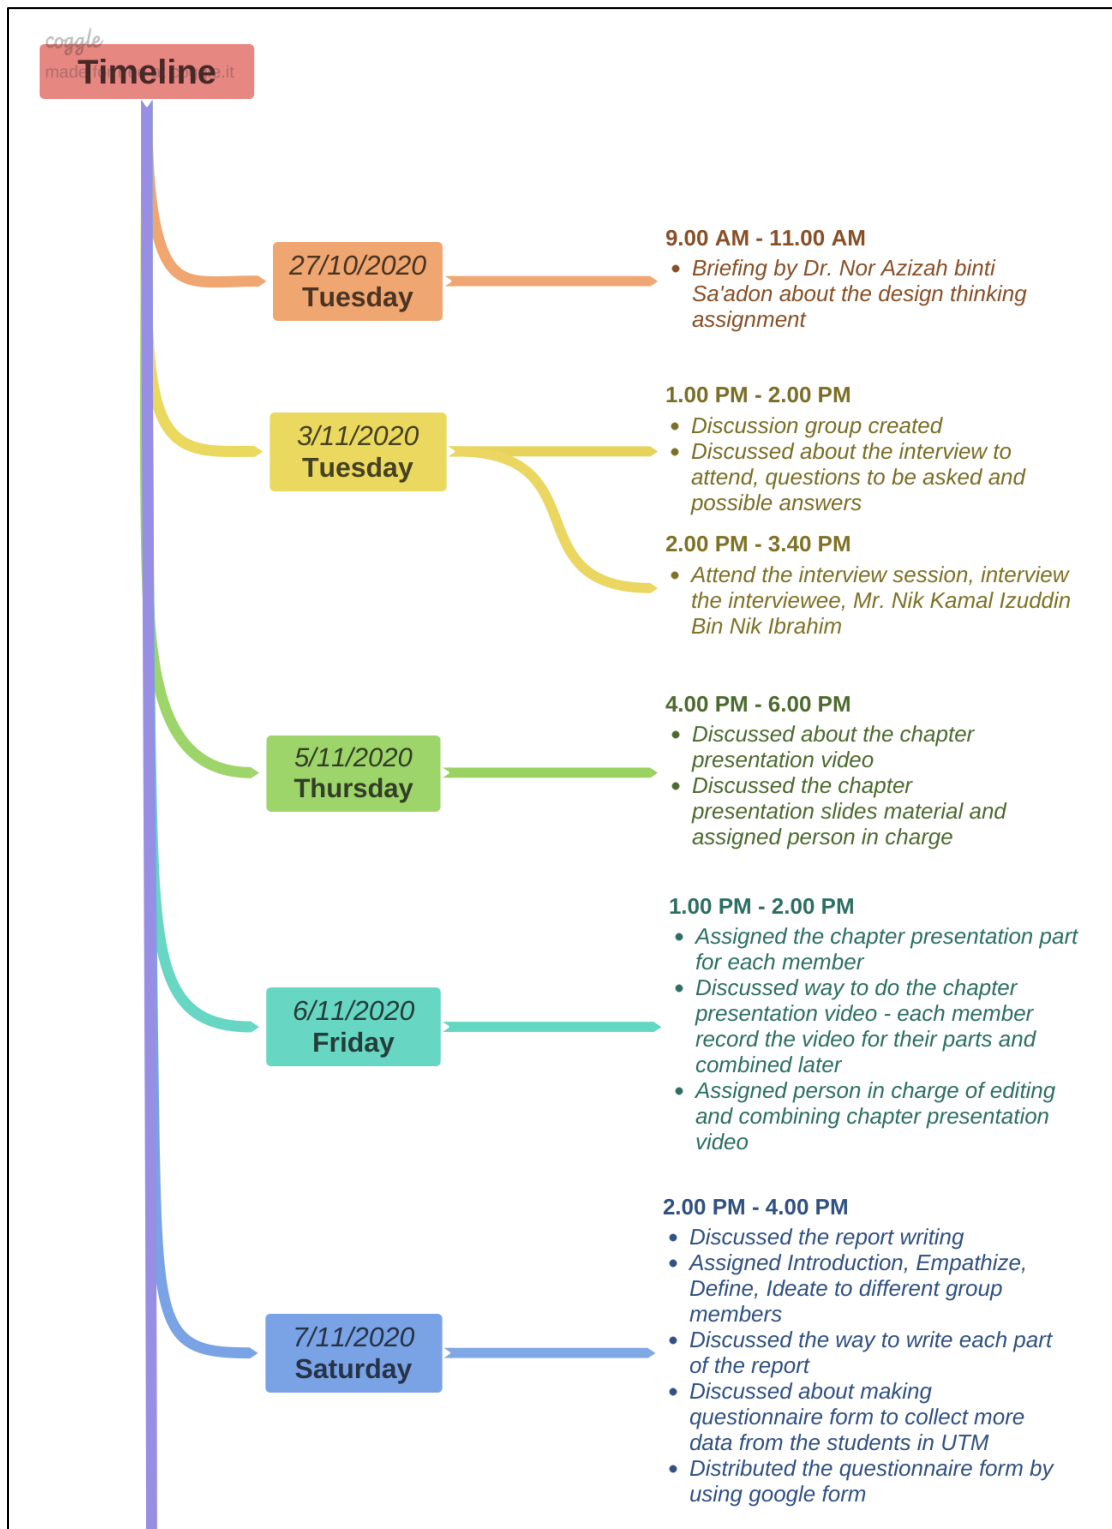 coggle
made for free at coggle.it
Timeline
27/10/2020
Tuesday
9.00 AM - 11.00 AM
Briefing by Dr. Nor Azizah binti
Sa'adon about the design thinking
assignment
3/11/2020
Tuesday
1.00 PM - 2.00 PM
Discussion group created
Discussed about the interview to
attend, questions to be asked and
possible answers
2.00 PM - 3.40 PM
Attend the interview session, interview
the interviewee, Mr. Nik Kamal Izuddin
Bin Nik Ibrahim
5/11/2020
Thursday
4.00 PM - 6.00 PM
Discussed about the chapter
presentation video
Discussed the chapter
presentation slides material and
assigned person in charge
6/11/2020
Friday
1.00 PM - 2.00 PM
Assigned the chapter presentation part
for each member
Discussed way to do the chapter
presentation video - each member
record the video for their parts and
combined later
Assigned person in charge of editing
and combining chapter presentation
video
7/11/2020
Saturday
2.00 PM - 4.00 PM
Discussed the report writing
Assigned Introduction, Empathize,
Define, Ideate to different group
members
Discussed the way to write each part
of the report
Discussed about making
questionnaire form to collect more
data from the students in UTM
Distributed the questionnaire form by
using google form